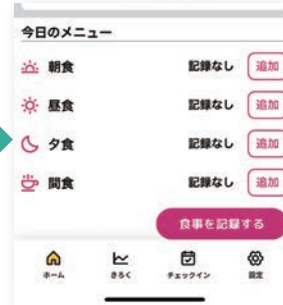 今日のメニュー
朝食 記録なし 追加
昼食 記録なし 追加
夕食 記録なし 追加
間食 記録なし 追加
食事を記録する
ホーム きろく チェックイン 設定